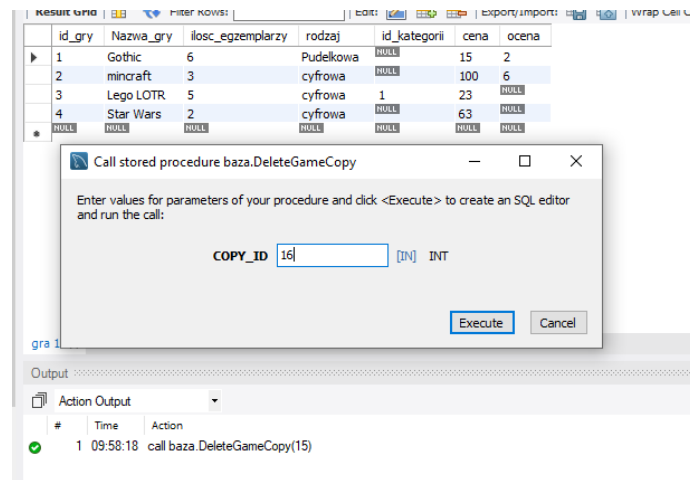 Result Grid | Filter Rows: | Edit: | Export/Import: | Wrap Cell C
id_gry Nazwa_gry ilosc_egzemplarzy rodzaj id_kategorii cena ocena
1 Gothic 6 Pudelkowa NULL 15 2
2 mincraft 3 cyfrowa NULL 100 6
3 Lego LOTR 5 cyfrowa 1 23 NULL
4 Star Wars 2 cyfrowa NULL 63 NULL
NULL NULL NULL NULL NULL NULL NULL
Call stored procedure baza.DeleteGameCopy
Enter values for parameters of your procedure and click <Execute> to create an SQL editor
and run the call:
COPY_ID 16 [IN] INT
Execute Cancel
gra 1
Output
Action Output
# Time Action
1 09:58:18 call baza.DeleteGameCopy(15)